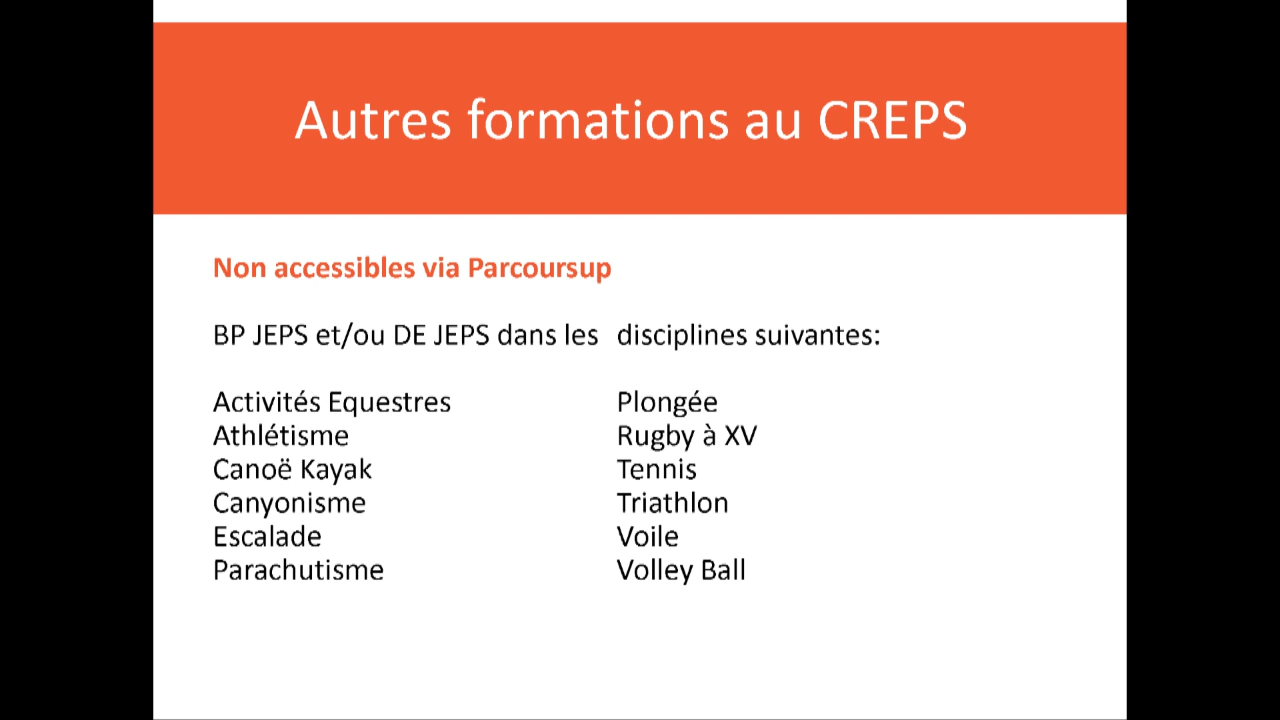 Autres formations au CREPS
Non accessibles via Parcoursup
BP JEPS et/ou DE JEPS dans les disciplines suivantes:
Activités Equestres
Athlétisme
Canoë Kayak
Canyonisme
Escalade
Parachutisme
Plongée
Rugby à XV
Tennis
Triathlon
Voile
Volley Ball